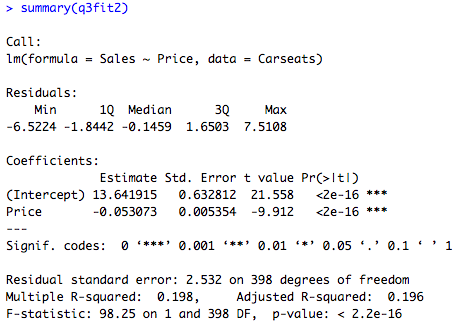 > summary(q3fit2)
Call:
lm(formula = Sales ~ Price, data = Carseats)
Residuals:
    Min      1Q  Median      3Q     Max
-6.5224 -1.8442 -0.1459  1.6503  7.5108
Coefficients:
             Estimate Std. Error t value Pr(>|t|)
(Intercept) 13.641915   0.632812  21.558   <2e-16 ***
Price       -0.053073   0.005354  -9.912   <2e-16 ***
---
Signif. codes:  0 ‘***’ 0.001 ‘**’ 0.01 ‘*’ 0.05 ‘.’ 0.1 ‘ ’ 1
Residual standard error: 2.532 on 398 degrees of freedom
Multiple R-squared:  0.198,	Adjusted R-squared:  0.196
F-statistic: 98.25 on 1 and 398 DF,  p-value: < 2.2e-16